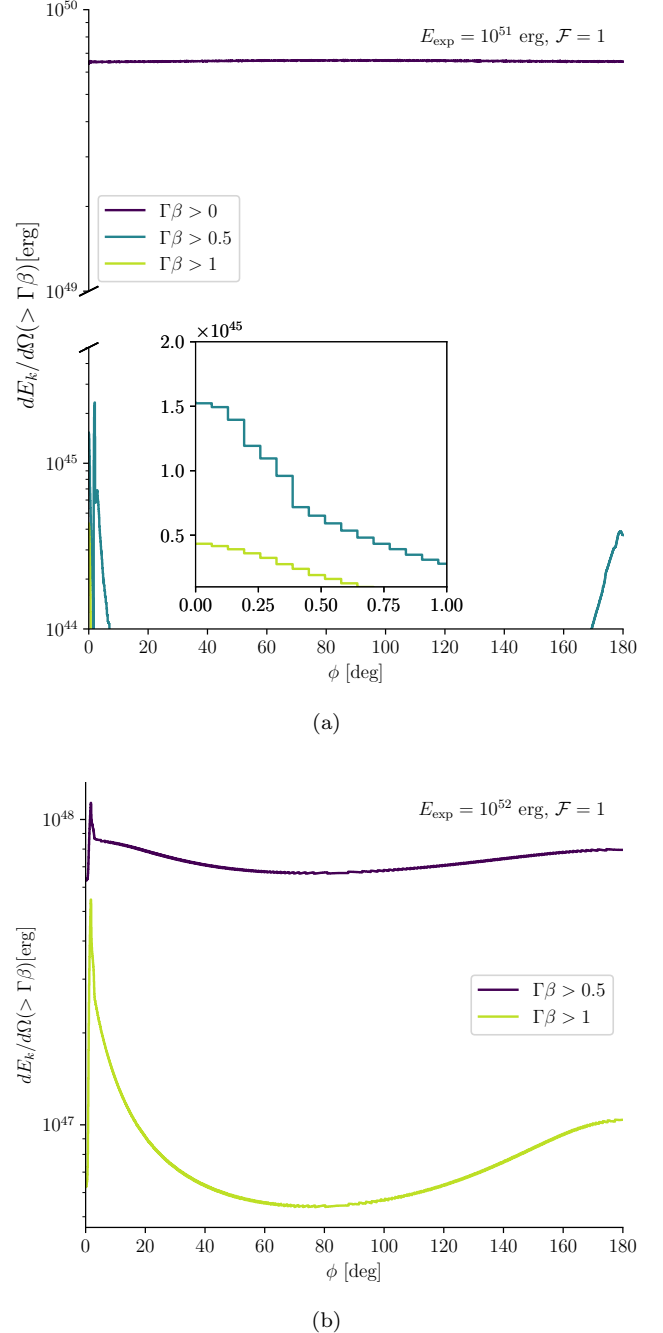 10^50
E_exp = 10^51 erg, F = 1
Γβ > 0
Γβ > 0.5
Γβ > 1
10^49
dE_k/dΩ(> Γβ)[erg]
×10^45
2.0
1.5
1.0
0.5
0.00 0.25 0.50 0.75 1.00
10^45
10^44
0 20 40 60 80 100 120 140 160 180
ϕ [deg]
(a)
E_exp = 10^52 erg, F = 1
10^48
Γβ > 0.5
Γβ > 1
dE_k/dΩ(> Γβ)[erg]
10^47
0 20 40 60 80 100 120 140 160 180
ϕ [deg]
(b)